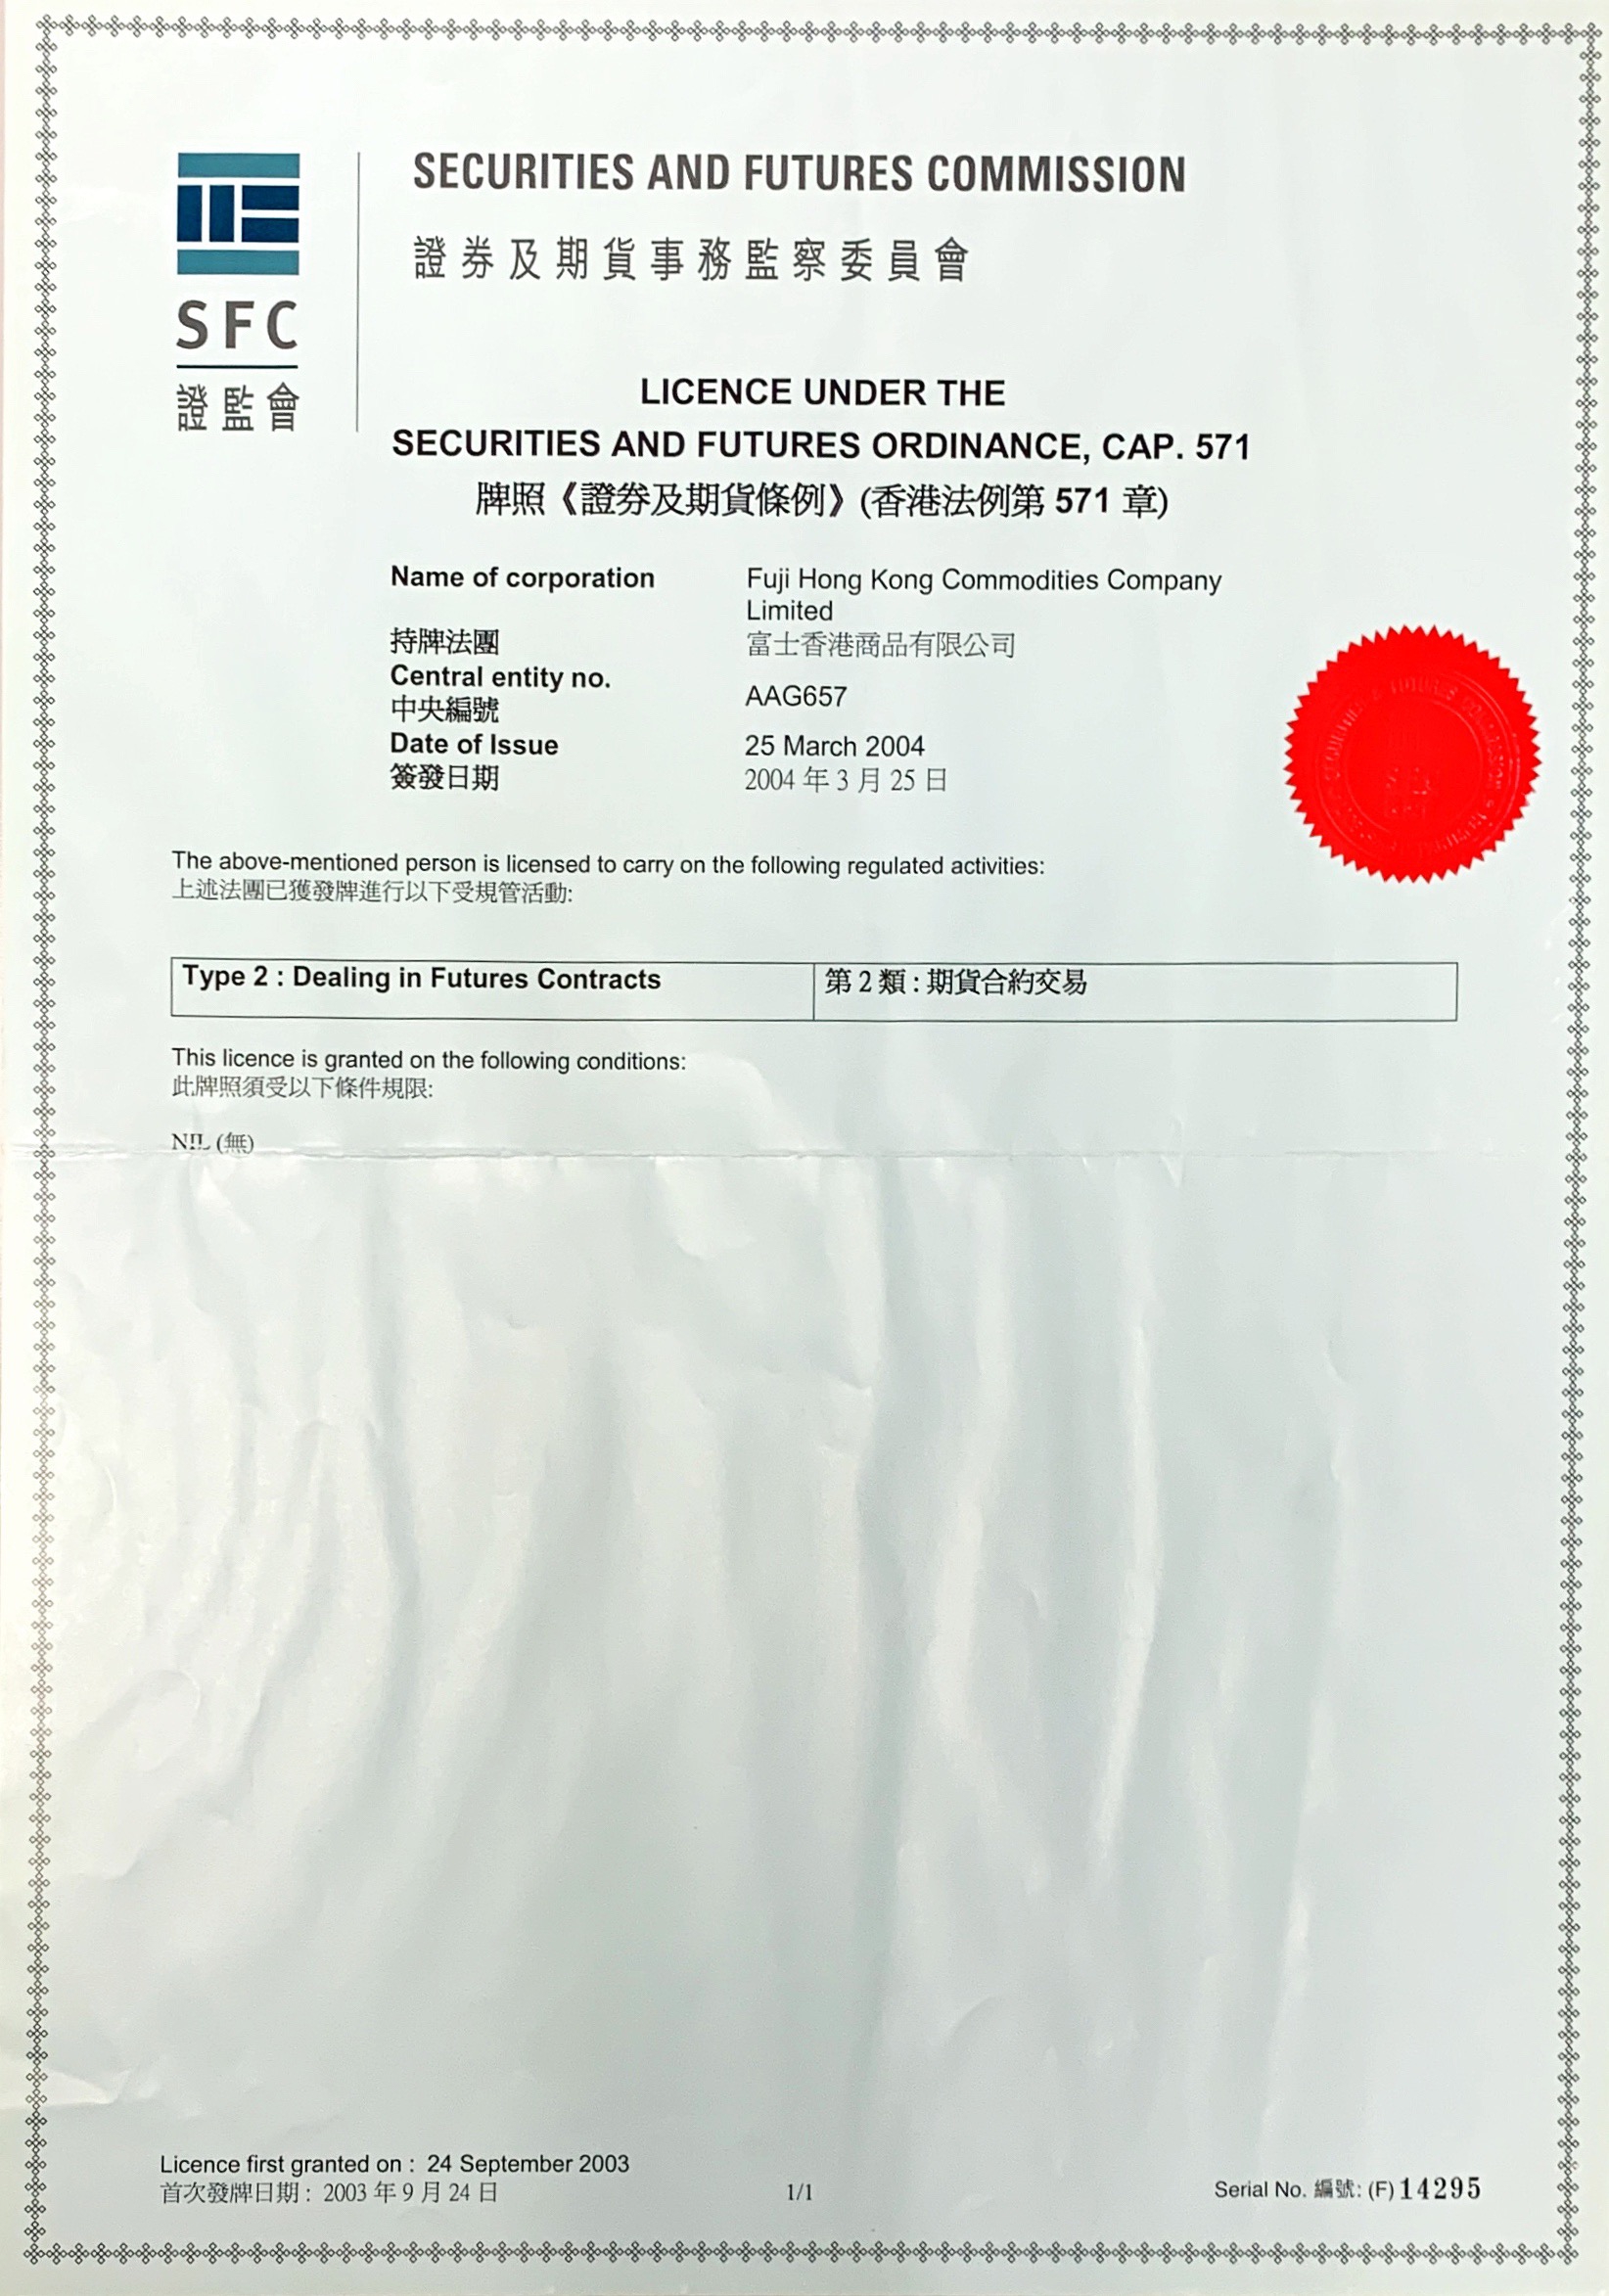 SECURITIES AND FUTURES COMMISSION
證券及期貨事務監察委員會
SFC
證監會
LICENCE UNDER THE
SECURITIES AND FUTURES ORDINANCE, CAP. 571
牌照《證券及期貨條例》(香港法例第 571 章)
Name of corporation Fuji Hong Kong Commodities Company
Limited
持牌法團 富士香港商品有限公司
Central entity no.
中央編號 AAG657
Date of Issue 25 March 2004
簽發日期 2004 年 3 月 25 日
The above-mentioned person is licensed to carry on the following regulated activities:
上述法團已獲發牌進行以下受規管活動:
Type 2 : Dealing in Futures Contracts 第 2 類 : 期貨合約交易
This licence is granted on the following conditions:
此牌照須受以下條件規限:
NIL (無)
Licence first granted on : 24 September 2003
首次發牌日期 : 2003 年 9 月 24 日
1/1
Serial No. 編號: (F) 14295